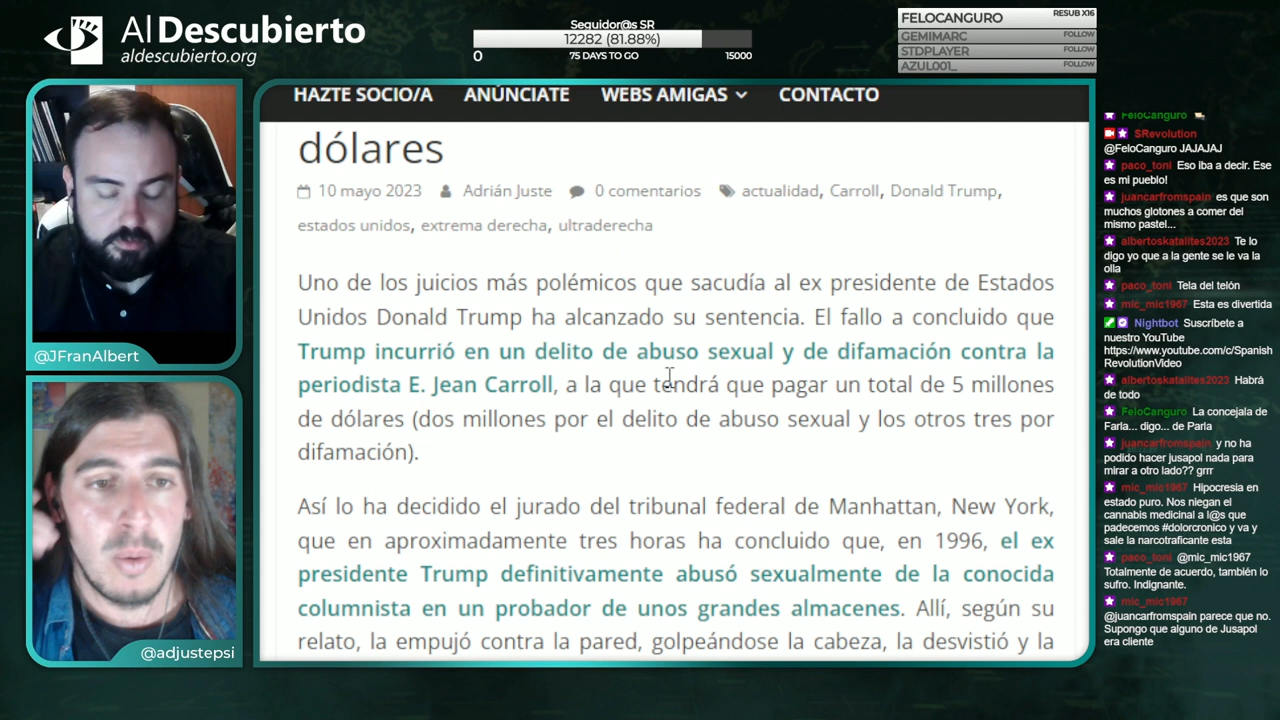 Al Descubierto
aldescubierto.org
Seguidor@s SR
12282 (81.88%)
0
75 DAYS TO GO
15000
FELOCANGURO
RESUB X16
GEMIMARC
FOLLOW
STDPLAYER
FOLLOW
AZUL001_
FOLLOW
@JFranAlbert
@adjustepsi
HAZTE SOCIO/A ANÚNCIATE WEBS AMIGAS CONTACTO
dólares
10 mayo 2023 Adrián Juste 0 comentarios actualidad, Carroll, Donald Trump,
estados unidos, extrema derecha, ultraderecha
Uno de los juicios más polémicos que sacudía al ex presidente de Estados
Unidos Donald Trump ha alcanzado su sentencia. El fallo a concluido que
Trump incurrió en un delito de abuso sexual y de difamación contra la
periodista E. Jean Carroll, a la que tendrá que pagar un total de 5 millones
de dólares (dos millones por el delito de abuso sexual y los otros tres por
difamación).
Así lo ha decidido el jurado del tribunal federal de Manhattan, New York,
que en aproximadamente tres horas ha concluido que, en 1996, el ex
presidente Trump definitivamente abusó sexualmente de la conocida
columnista en un probador de unos grandes almacenes. Allí, según su
relato, la empujó contra la pared, golpeándose la cabeza, la desvistió y la
FeloCanguro
SRevolution
@FeloCanguro JAJAJAJ
paco_toni Eso iba a decir. Ese
es mi pueblo!
juancarfromspain es que son
muchos glotones a comer del
mismo pastel...
albertoskatalites2023 Te lo
digo yo que a la gente se le va la
olla
paco_toni Tela del telón
mic_mic1967 Esta es divertida
Nightbot Suscríbete a
nuestro YouTube
https://www.youtube.com/c/Spanish
RevolutionVideo
albertoskatalites2023 Habrá
de todo
FeloCanguro La concejala de
Farla... digo... de Parla
juancarfromspain y no ha
podido hacer jusapol nada para
mirar a otro lado?? grrr
mic_mic1967 Hipocresia en
estado puro. Nos niegan el
cannabis medicinal a l@s que
padecemos #dolorcronico y va y
sale la narcotraficante esta
paco_toni @mic_mic1967
Totalmente de acuerdo, también lo
sufro. Indignante.
mic_mic1967
@juancarfromspain parece que no.
Supongo que alguno de Jusapol
era cliente